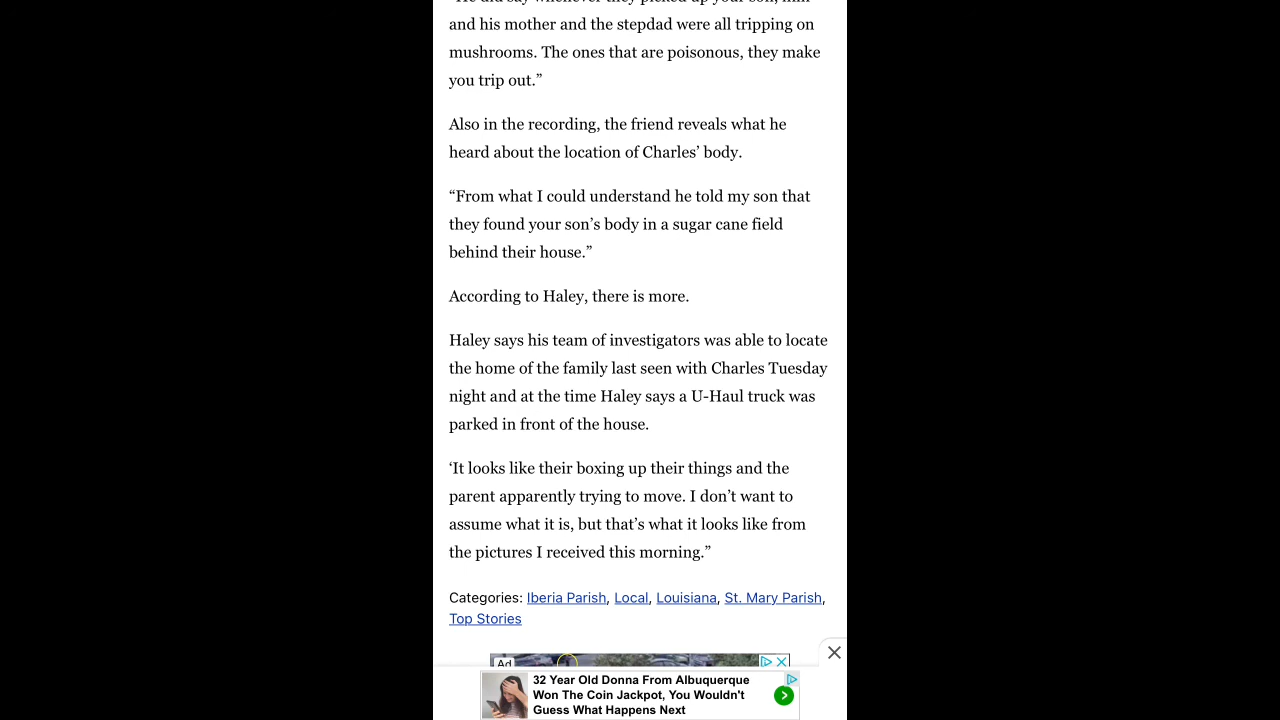 and his mother and the stepdad were all tripping on
mushrooms. The ones that are poisonous, they make
you trip out.”
Also in the recording, the friend reveals what he
heard about the location of Charles’ body.
“From what I could understand he told my son that
they found your son’s body in a sugar cane field
behind their house.”
According to Haley, there is more.
Haley says his team of investigators was able to locate
the home of the family last seen with Charles Tuesday
night and at the time Haley says a U-Haul truck was
parked in front of the house.
‘It looks like their boxing up their things and the
parent apparently trying to move. I don’t want to
assume what it is, but that’s what it looks like from
the pictures I received this morning.”
Categories: Iberia Parish, Local, Louisiana, St. Mary Parish,
Top Stories
Ad
32 Year Old Donna From Albuquerque
Won The Coin Jackpot, You Wouldn't
Guess What Happens Next